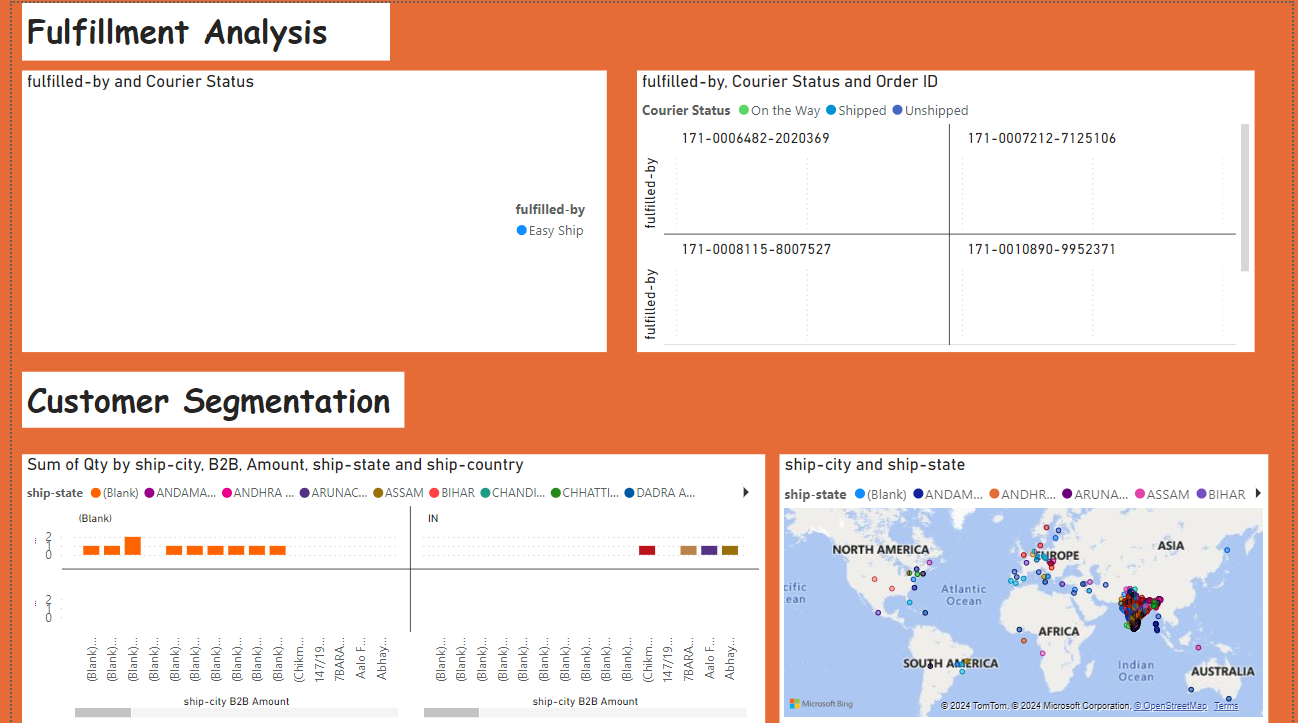 Fulfillment Analysis
fulfilled-by and Courier Status
fulfilled-by
Easy Ship
fulfilled-by, Courier Status and Order ID
Courier Status On the Way Shipped Unshipped
171-0006482-2020369 171-0007212-7125106
fulfilled-by
171-0008115-8007527 171-0010890-9952371
fulfilled-by
Customer Segmentation
Sum of Qty by ship-city, B2B, Amount, ship-state and ship-country
ship-state (Blank) ANDAMA... ANDHRA ... ARUNAC... ASSAM BIHAR CHANDI... CHHATTI... DADRA A...
(Blank) IN
2
1
0
2
1
0
(Blank)... (Blank)... (Blank)... (Blank)... (Blank)... (Blank)... (Blank)... (Blank)... (Blank)... (Blank)... (Chikm... 147/19... 7BARA... Aalo F... Abhay...
(Blank)... (Blank)... (Blank)... (Blank)... (Blank)... (Blank)... (Blank)... (Blank)... (Blank)... (Blank)... (Chikm... 147/19... 7BARA... Aalo F... Abhay...
ship-city B2B Amount ship-city B2B Amount
ship-city and ship-state
ship-state (Blank) ANDAM... ANDHR... ARUNA... ASSAM BIHAR
NORTH AMERICA
EUROPE
ASIA
cific
ean
Atlantic
Ocean
AFRICA
SOUTH AMERICA
Indian
Ocean
AUSTRALIA
Microsoft Bing
© 2024 TomTom, © 2024 Microsoft Corporation, © OpenStreetMap Terms